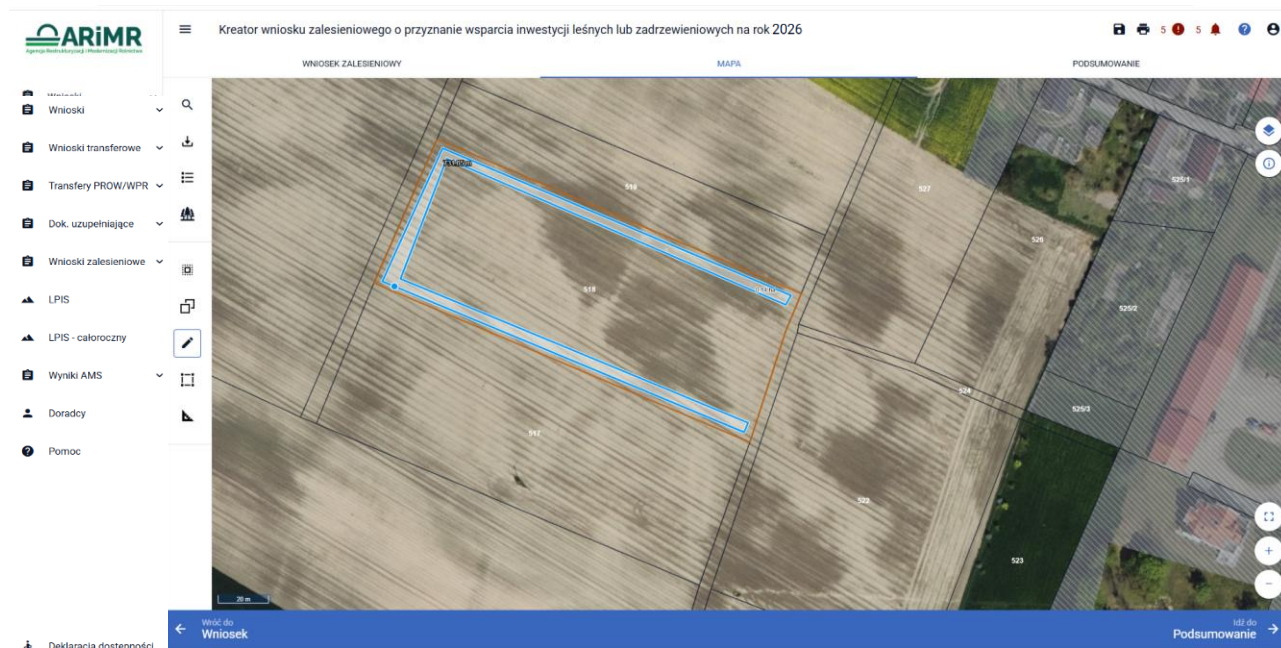 ARiMR
Agencja Restrukturyzacji i Modernizacji Rolnictwa
Kreator wniosku zalesieniowego o przyznanie wsparcia inwestycji leśnych lub zadrzewieniowych na rok 2026
5
5
WNIOSEK ZALESIENIOWY
MAPA
PODSUMOWANIE
Wnioski
Wnioski
Wnioski transferowe
Transfery PROW/WPR
Dok. uzupełniające
Wnioski zalesieniowe
LPIS
LPIS - całoroczny
Wyniki AMS
Doradcy
Pomoc
Deklaracja dostępności
519
527
525/1
526
518
525/2
524
525/3
517
522
523
20 m
Wróć do
Wniosek
Idź do
Podsumowanie